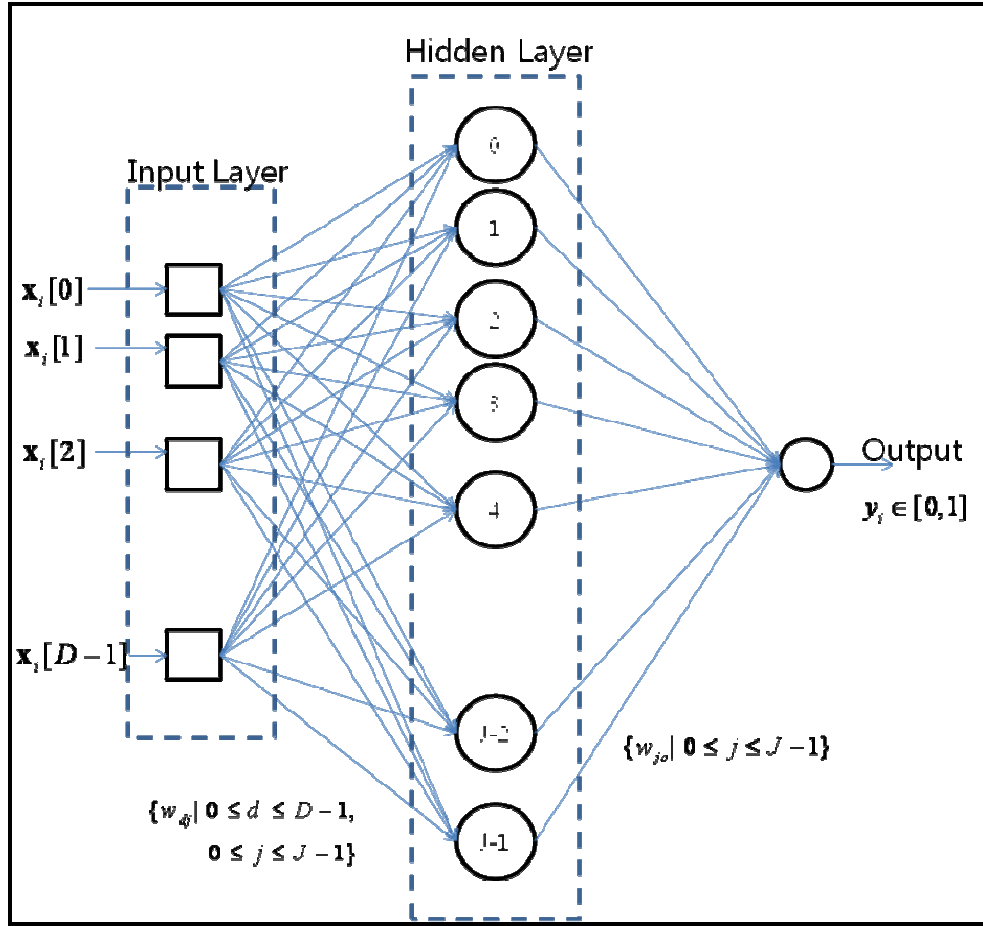 Hidden Layer
Input Layer
0
1
2
3
4
J-2
J-1
x_i[0]
x_i[1]
x_i[2]
x_i[D−1]
Output
y_i ∈ [0,1]
{w_dj | 0 ≤ d ≤ D−1,
0 ≤ j ≤ J−1}
{w_jo | 0 ≤ j ≤ J−1}